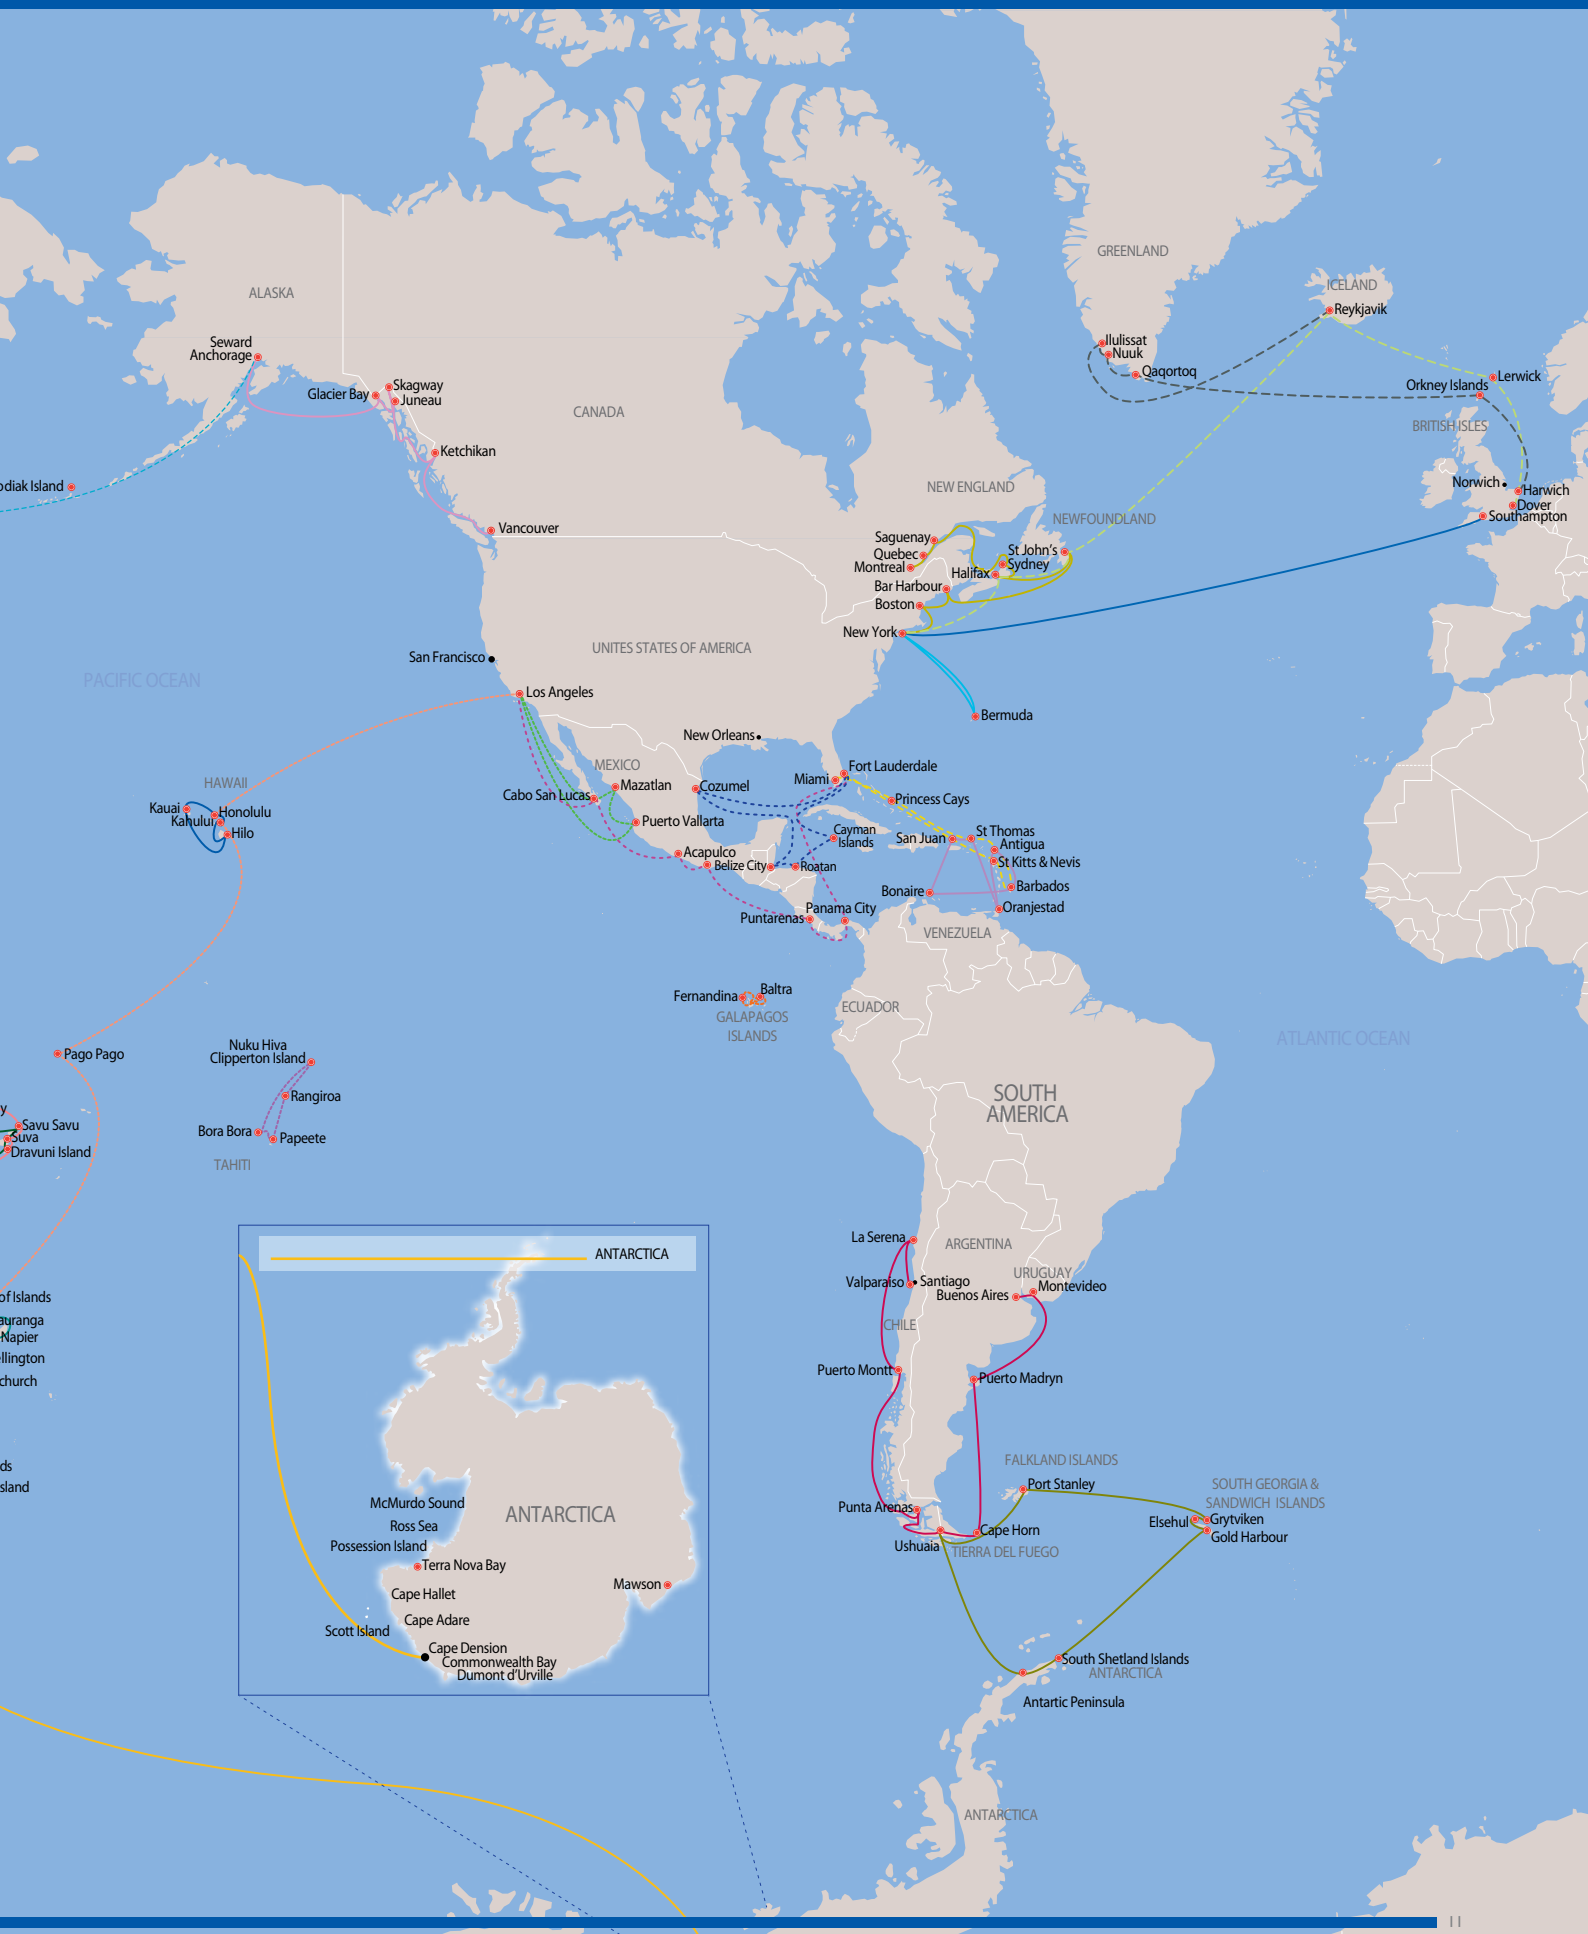 GREENLAND
ICELAND
Reykjavik
ALASKA
Seward
Anchorage
Ilulissat
Nuuk
Qaqortoq
Lerwick
Orkney Islands
BRITISH ISLES
Skagway
Glacier Bay
Juneau
CANADA
Ketchikan
odiak Island
NEW ENGLAND
Norwich
Harwich
Dover
Southampton
NEWFOUNDLAND
Vancouver
Saguenay
Quebec
Montreal
St John's
Sydney
Halifax
Bar Harbour
Boston
New York
UNITES STATES OF AMERICA
San Francisco
PACIFIC OCEAN
Los Angeles
Bermuda
New Orleans
MEXICO
Fort Lauderdale
Miami
HAWAII
Mazatlan
Cozumel
Cabo San Lucas
Princess Cays
Kauai
Honolulu
Kahului
Hilo
Puerto Vallarta
Cayman
Islands
San Juan
St Thomas
Antigua
Acapulco
St Kitts & Nevis
Belize City
Roatan
Barbados
Bonaire
Panama City
Oranjestad
Puntarenas
VENEZUELA
Fernandina
Baltra
GALAPAGOS
ISLANDS
ECUADOR
ATLANTIC OCEAN
Pago Pago
Nuku Hiva
Clipperton Island
Rangiroa
SOUTH
AMERICA
y
Savu Savu
Suva
Dravuni Island
Bora Bora
Papeete
TAHITI
La Serena
ARGENTINA
ANTARCTICA
URUGUAY
Valparaiso
Santiago
Montevideo
Buenos Aires
of Islands
auranga
Napier
llington
church
CHILE
Puerto Montt
Puerto Madryn
FALKLAND ISLANDS
ds
sland
Port Stanley
SOUTH GEORGIA &
SANDWICH ISLANDS
McMurdo Sound
ANTARCTICA
Punta Arenas
Elsehul
Grytviken
Gold Harbour
Ross Sea
Cape Horn
Possession Island
Ushuaia
TIERRA DEL FUEGO
Terra Nova Bay
Mawson
Cape Hallet
Cape Adare
Scott Island
Cape Dension
Commonwealth Bay
Dumont d'Urville
South Shetland Islands
ANTARCTICA
Antartic Peninsula
ANTARCTICA
11